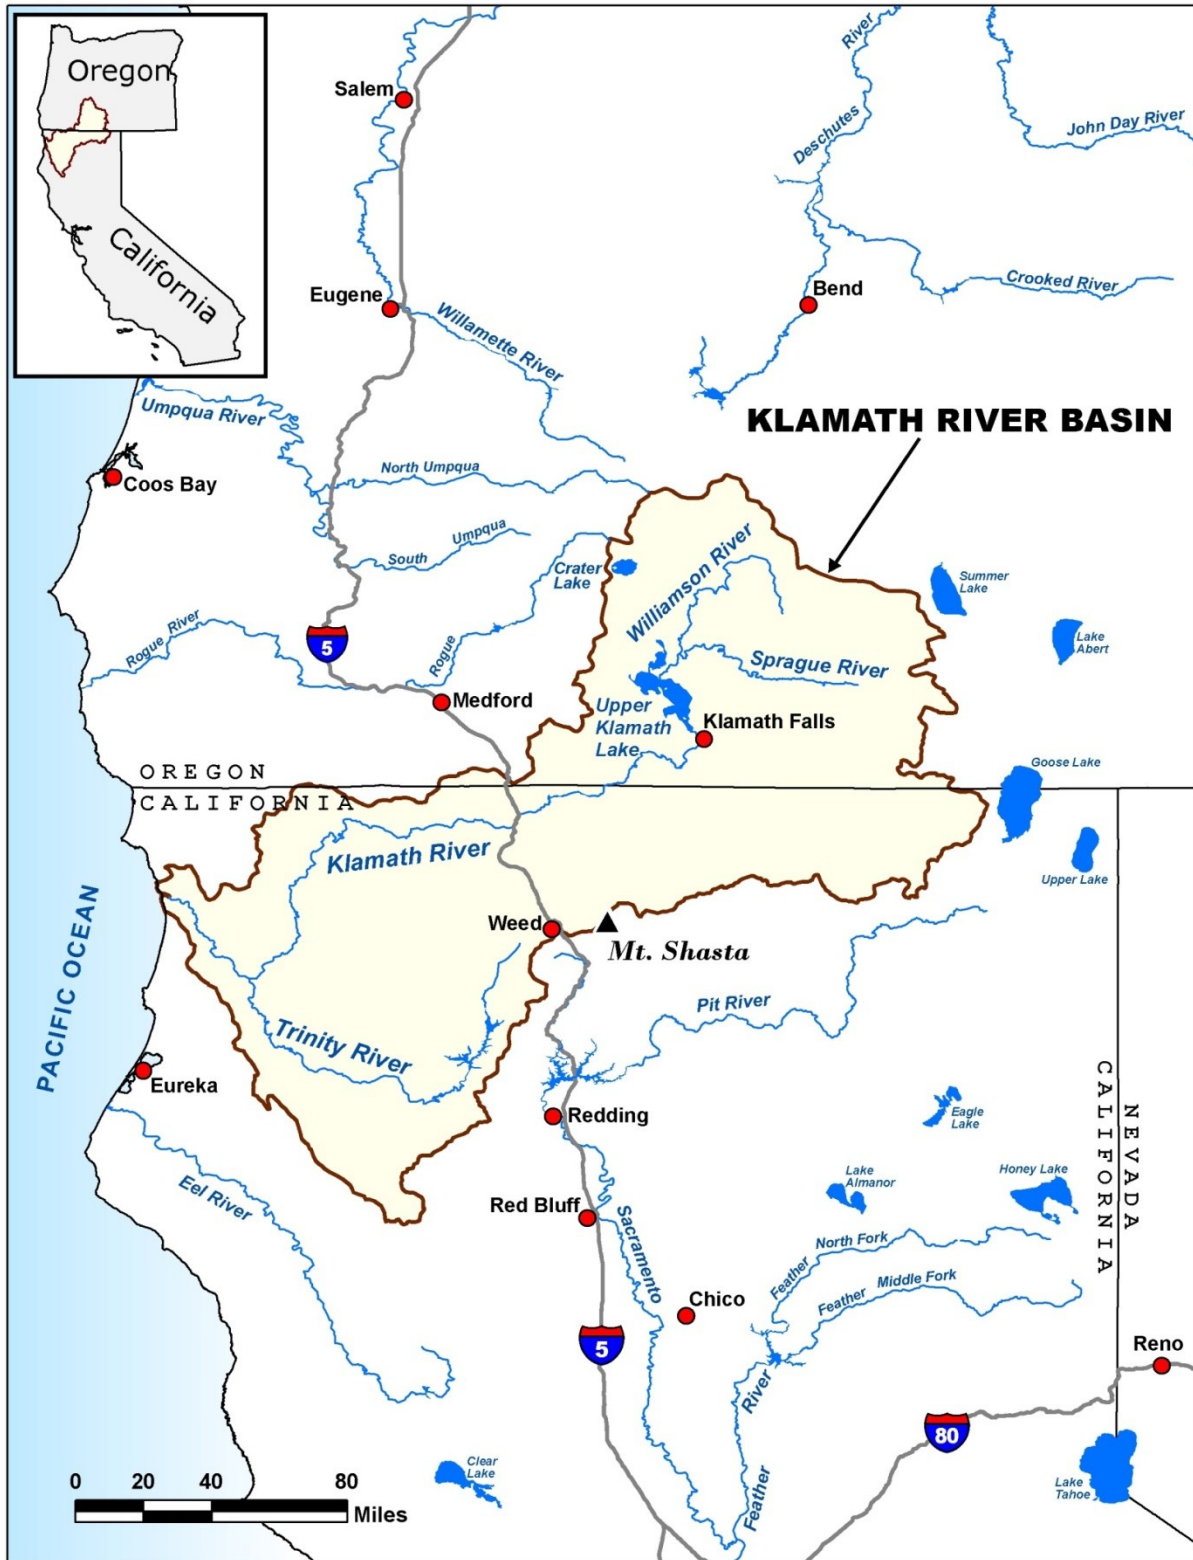 Oregon
California
Salem
River
Deschutes
John Day River
Eugene
Willamette River
Bend
Crooked River
Umpqua River
KLAMATH RIVER BASIN
Coos Bay
North Umpqua
South Umpqua
Crater
Lake
Williamson River
Summer
Lake
Lake
Abert
Rogue River
5
Rogue
Sprague River
Medford
Upper
Klamath
Lake
Klamath Falls
OREGON
CALIFORNIA
Goose Lake
Klamath River
Upper Lake
PACIFIC OCEAN
Weed
Mt. Shasta
Pit River
Trinity River
Eureka
Redding
Eagle
Lake
CALIFORNIA
NEVADA
Eel River
Red Bluff
Sacramento
Lake
Almanor
Honey Lake
Feather North Fork
Feather Middle Fork
Chico
5
Reno
Feather River
80
Clear
Lake
Lake
Tahoe
0 20 40 80
Miles